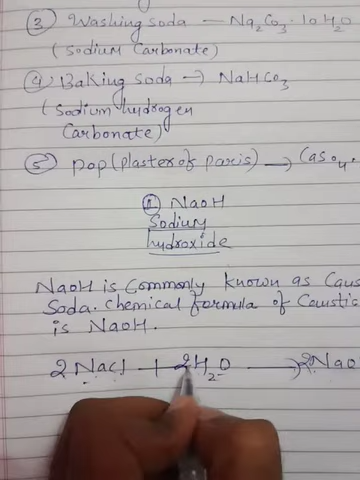 ③ Washing soda — Na2CO3·10H2O
(Sodium Carbonate)
④ Baking soda → NaHCO3
(Sodium hydrogen
Carbonate)
⑤ pop (Plaster of paris) → CaSO4.
① NaOH
Sodium
hydroxide
NaOH is Commonly known as Caus
Soda. Chemical formula of Caustic
is NaOH.
2NaCl + 2H2O → 2NaO